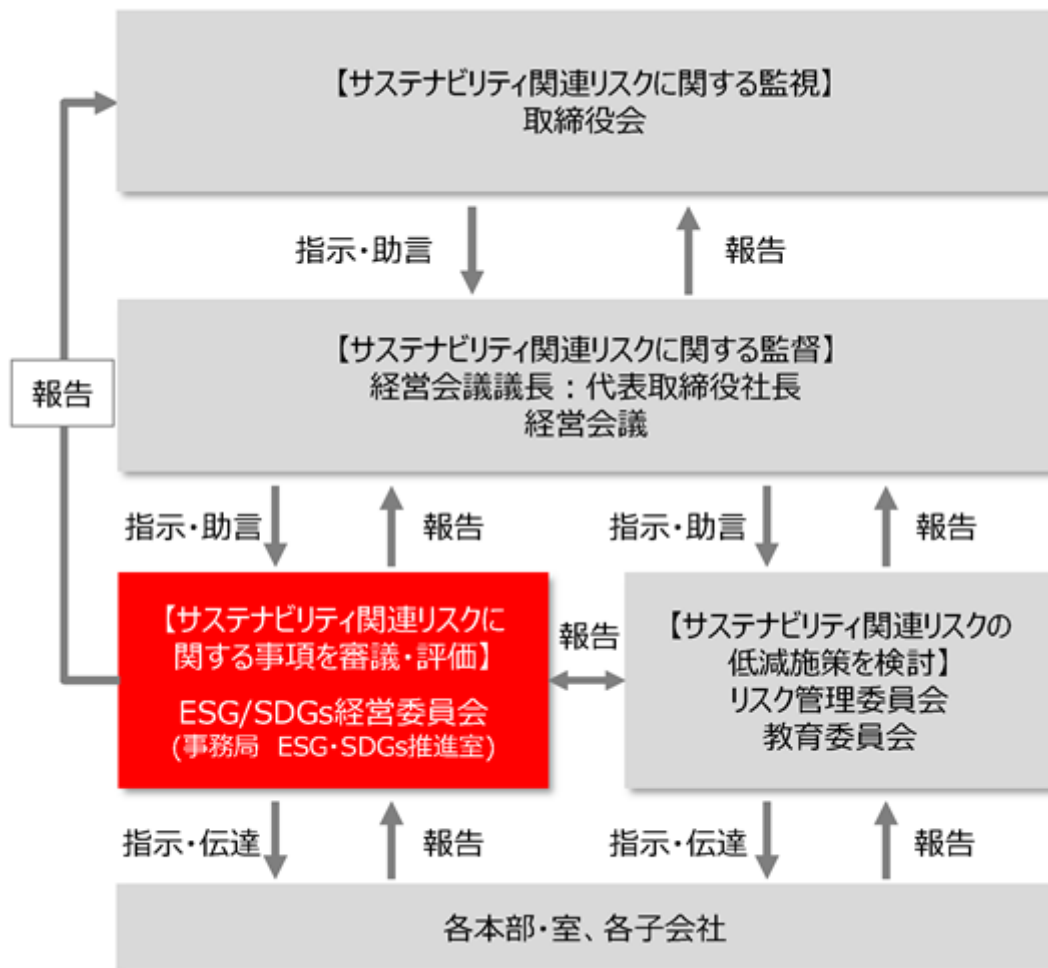 【サステナビリティ関連リスクに関する監視】
取締役会
指示・助言
報告
【サステナビリティ関連リスクに関する監督】
経営会議議長：代表取締役社長
経営会議
報告
指示・助言
報告
指示・助言
報告
【サステナビリティ関連リスクに
関する事項を審議・評価】
ESG/SDGs経営委員会
(事務局　ESG・SDGs推進室)
報告
【サステナビリティ関連リスクの
低減施策を検討】
リスク管理委員会
教育委員会
指示・伝達
報告
指示・伝達
報告
各本部・室、各子会社